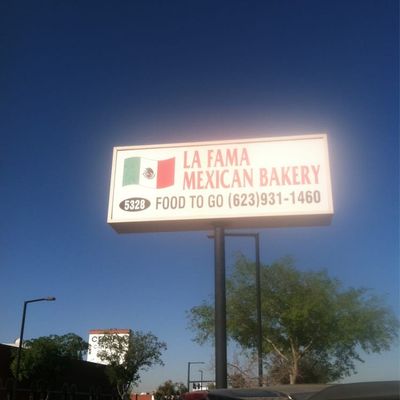 LA FAMA
MEXICAN BAKERY
5328 FOOD TO GO (623)931-1460